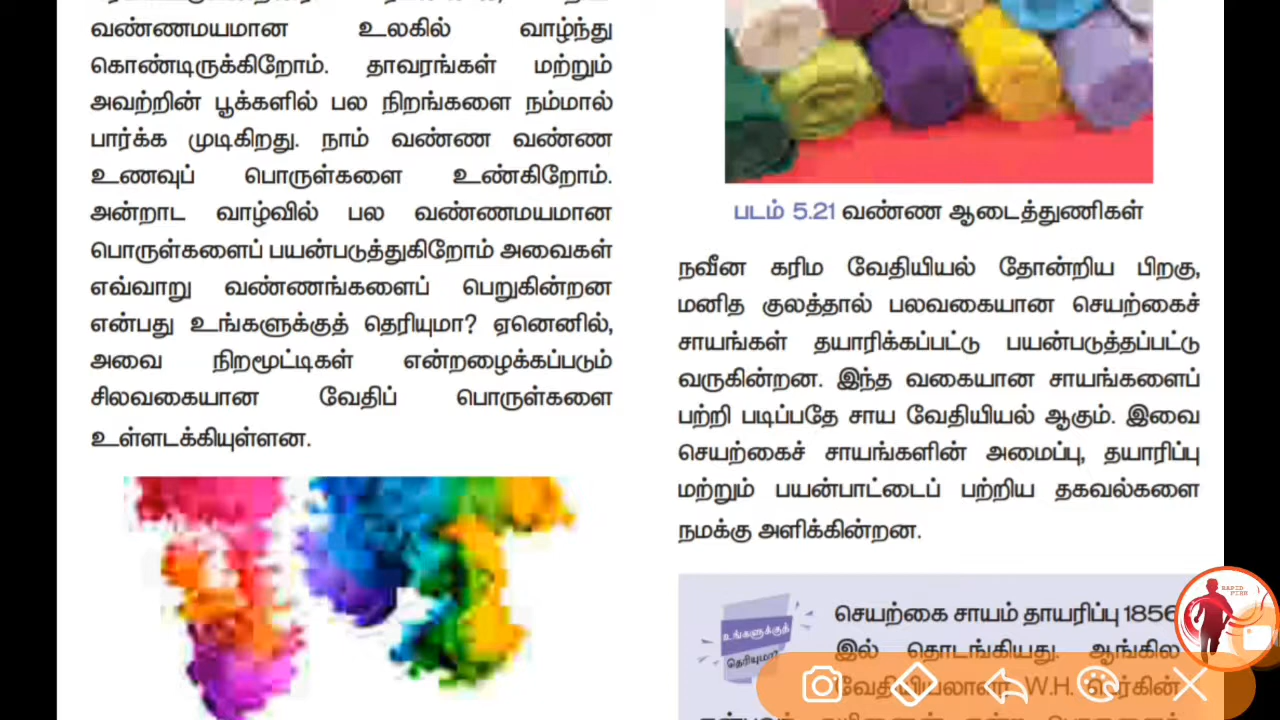 வண்ணமயமான உலகில் வாழ்ந்து
கொண்டிருக்கிறோம். தாவரங்கள் மற்றும்
அவற்றின் பூக்களில் பல நிறங்களை நம்மால்
பார்க்க முடிகிறது. நாம் வண்ண வண்ண
உணவுப் பொருள்களை உண்கிறோம்.
அன்றாட வாழ்வில் பல வண்ணமயமான
பொருள்களைப் பயன்படுத்துகிறோம் அவைகள்
எவ்வாறு வண்ணங்களைப் பெறுகின்றன
என்பது உங்களுக்குத் தெரியுமா? ஏனெனில்,
அவை நிறமூட்டிகள் என்றழைக்கப்படும்
சிலவகையான வேதிப் பொருள்களை
உள்ளடக்கியுள்ளன.
படம் 5.21 வண்ண ஆடைத்துணிகள்
நவீன கரிம வேதியியல் தோன்றிய பிறகு,
மனித குலத்தால் பலவகையான செயற்கைச்
சாயங்கள் தயாரிக்கப்பட்டு பயன்படுத்தப்பட்டு
வருகின்றன. இந்த வகையான சாயங்களைப்
பற்றி படிப்பதே சாய வேதியியல் ஆகும். இவை
செயற்கைச் சாயங்களின் அமைப்பு, தயாரிப்பு
மற்றும் பயன்பாட்டைப் பற்றிய தகவல்களை
நமக்கு அளிக்கின்றன.
உங்களுக்குத்
தெரியுமா?
செயற்கை சாயம் தாயரிப்பு 1856
இல் தொடங்கியது. ஆங்கில
W.H.
RAPID